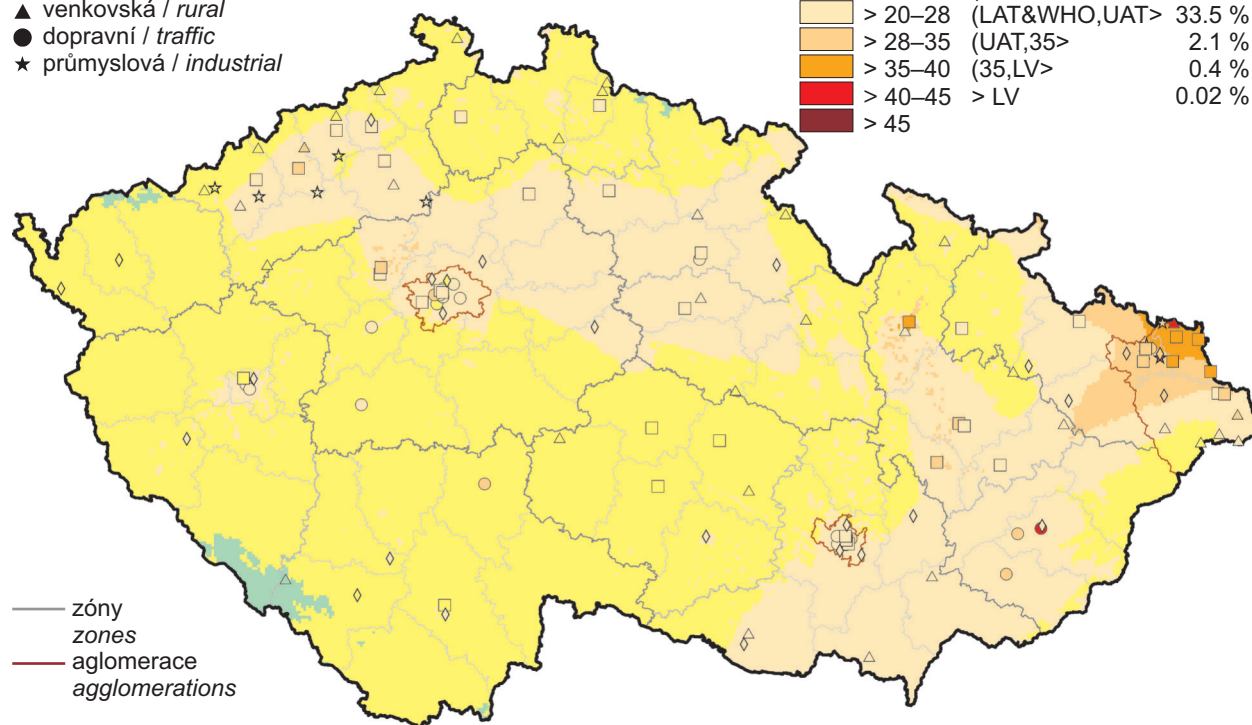 venkovská / rural
dopravní / traffic
průmyslová / industrial
> 20–28 (LAT&WHO,UAT> 33.5 %
> 28–35 (UAT,35> 2.1 %
> 35–40 (35,LV> 0.4 %
> 40–45 > LV 0.02 %
> 45
zóny
zones
aglomerace
agglomerations